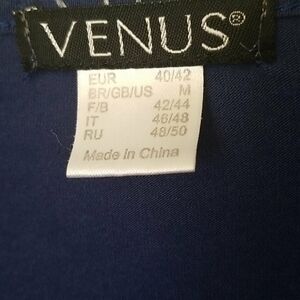 VENUS®
EUR 40/42
BR/GB/US M
F/B 42/44
IT 46/48
RU 48/50
Made in China